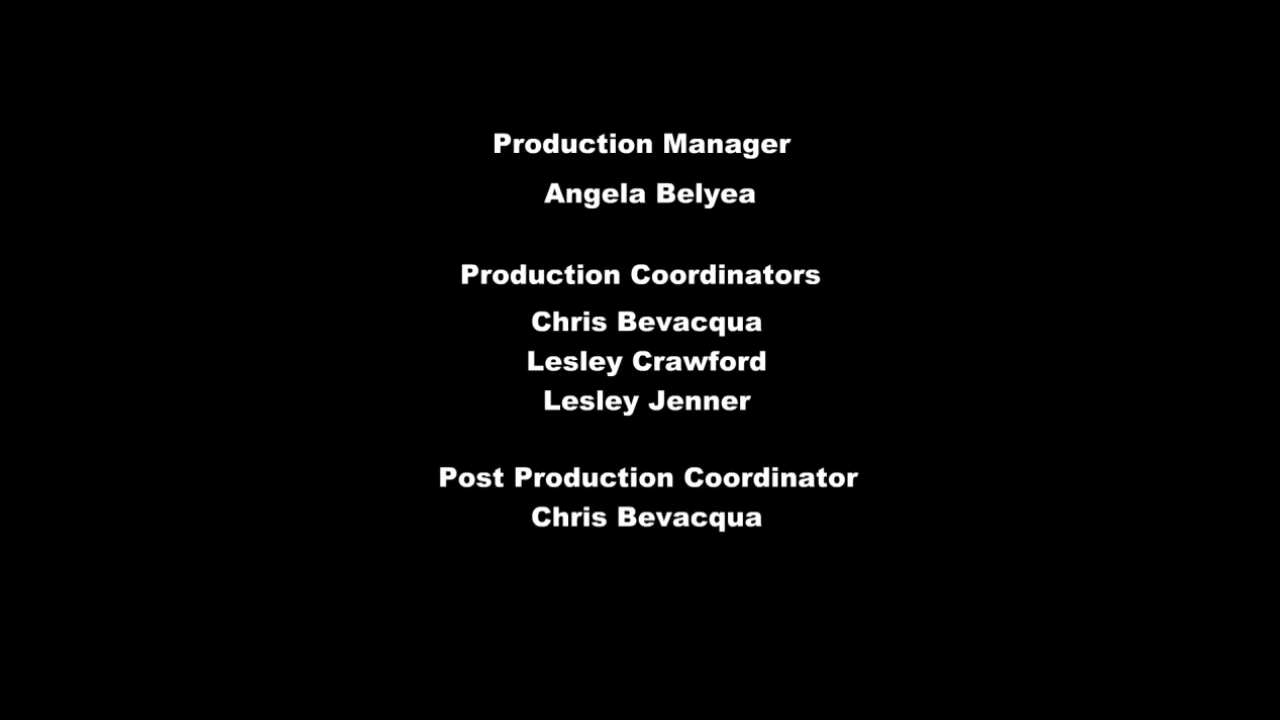 Production Manager
Angela Belyea
Production Coordinators
Chris Bevacqua
Lesley Crawford
Lesley Jenner
Post Production Coordinator
Chris Bevacqua